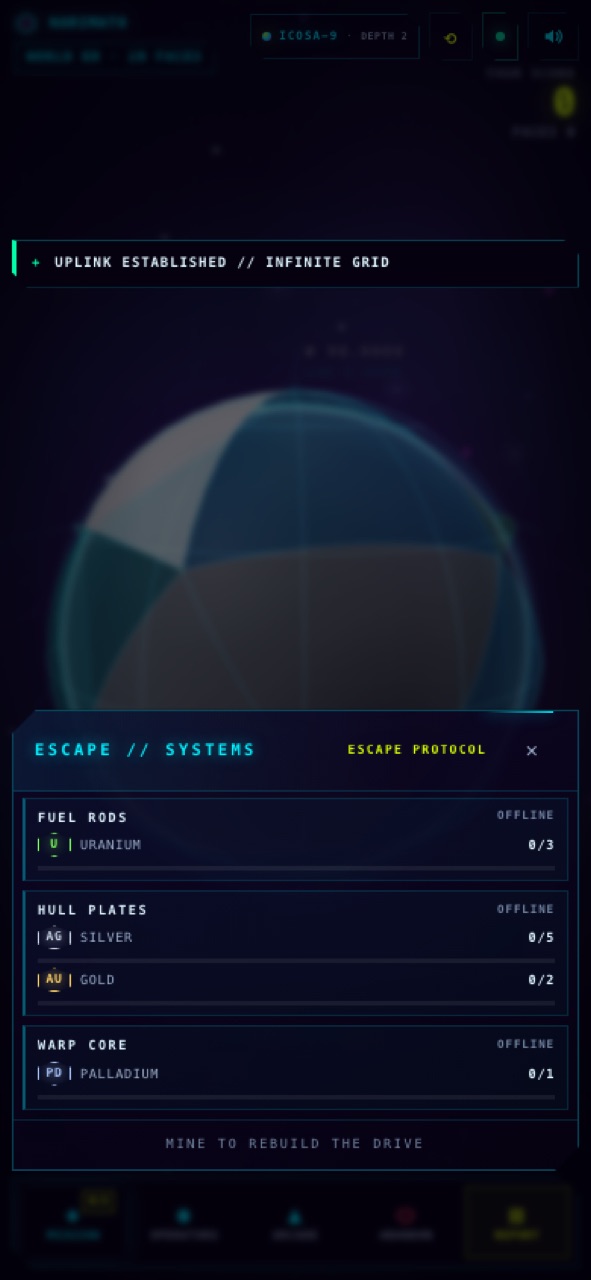 ICOSA-9 · DEPTH 2
0
+ UPLINK ESTABLISHED // INFINITE GRID
ESCAPE // SYSTEMS
ESCAPE PROTOCOL
×
FUEL RODS
OFFLINE
U URANIUM
0/3
HULL PLATES
OFFLINE
AG SILVER
0/5
AU GOLD
0/2
WARP CORE
OFFLINE
PD PALLADIUM
0/1
MINE TO REBUILD THE DRIVE